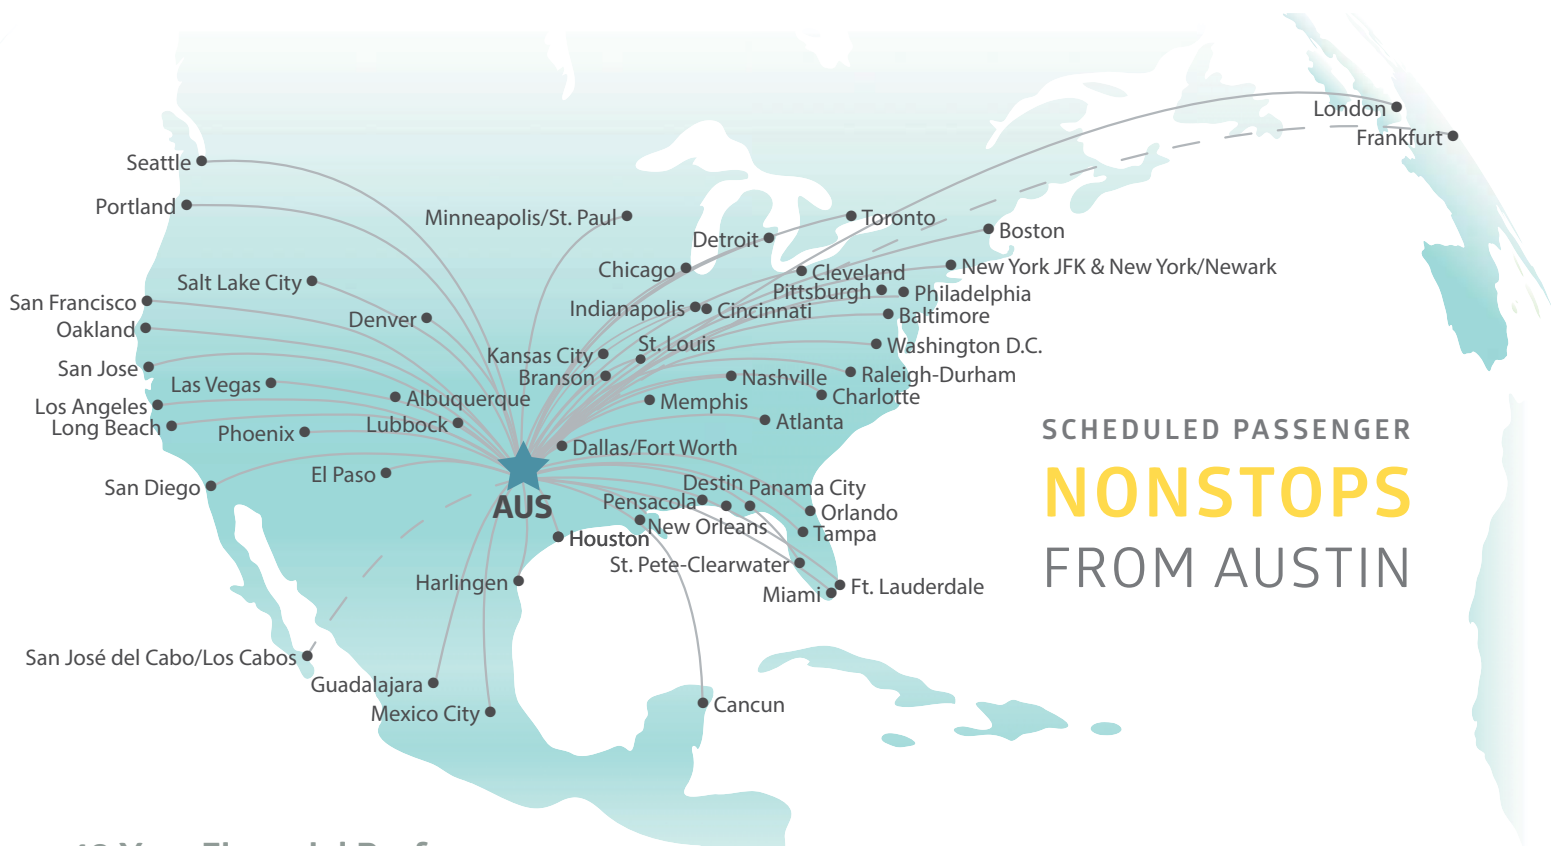 London
Frankfurt
Seattle
Portland
Minneapolis/St. Paul
Toronto
Boston
Detroit
Chicago
Cleveland
New York JFK & New York/Newark
Salt Lake City
Pittsburgh
Philadelphia
San Francisco
Indianapolis
Cincinnati
Baltimore
Oakland
Denver
St. Louis
Washington D.C.
Kansas City
San Jose
Branson
Nashville
Raleigh-Durham
Las Vegas
Albuquerque
Memphis
Charlotte
Los Angeles
Long Beach
Lubbock
Atlanta
Phoenix
Dallas/Fort Worth
SCHEDULED PASSENGER
NONSTOPS
FROM AUSTIN
El Paso
San Diego
Destin
Panama City
AUS
Pensacola
Orlando
New Orleans
Tampa
Houston
St. Pete-Clearwater
Harlingen
Miami
Ft. Lauderdale
San José del Cabo/Los Cabos
Guadalajara
Mexico City
Cancun